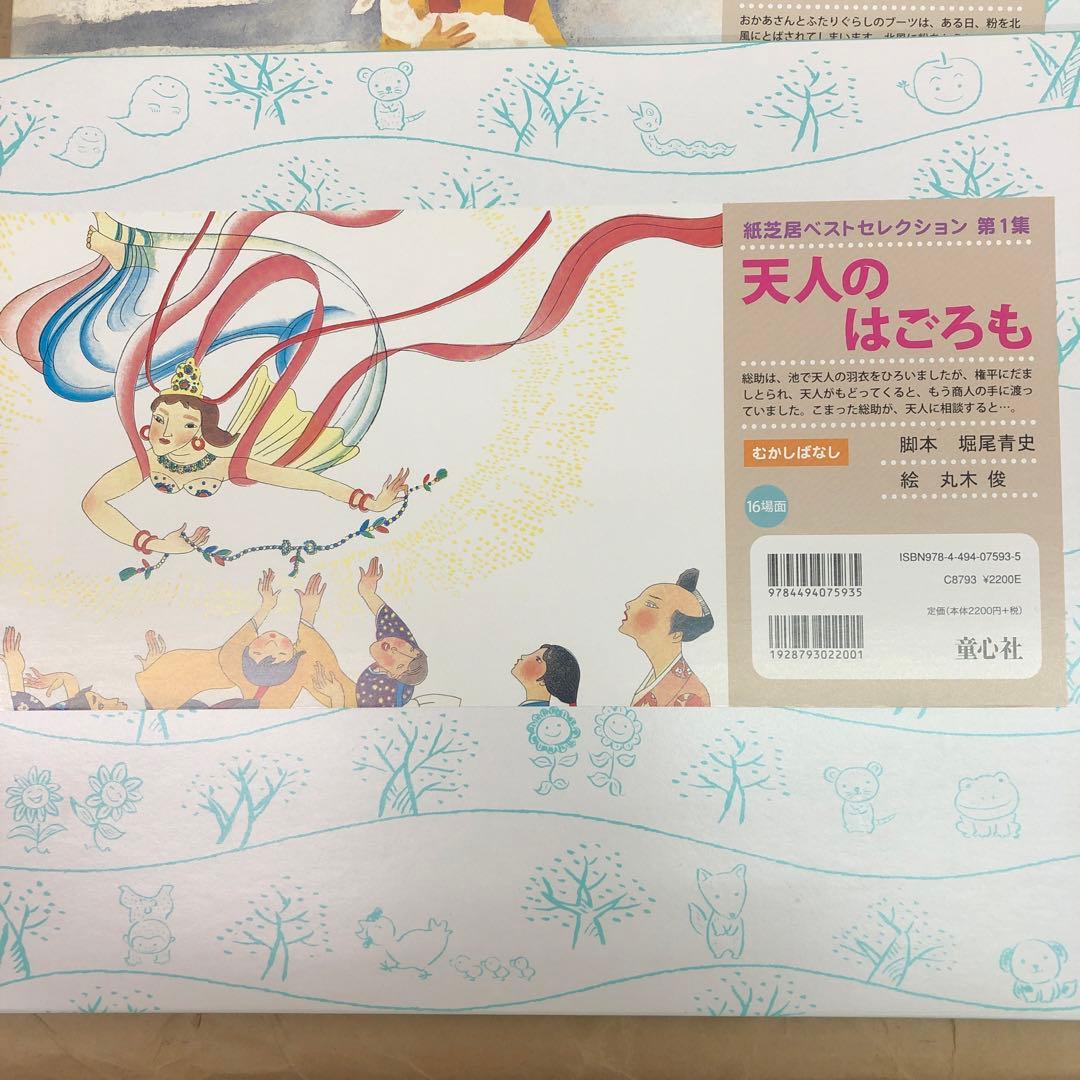 おかあさんとふたりぐらしのブーツは、ある日、粉を北
風にとばされてしまいます。
紙芝居ベストセレクション 第1集
天人の
はごろも
総助は、池で天人の羽衣をひろいましたが、権平にだま
しとられ、天人がもどってくると、もう商人の手に渡っ
ていました。こまった総助が、天人に相談すると…。
むかしばなし
脚本 堀尾青史
絵 丸木 俊
16場面
ISBN978-4-494-07593-5
C8793 ¥2200E
9784494075935
定価(本体2200円+税)
1928793022001
童心社